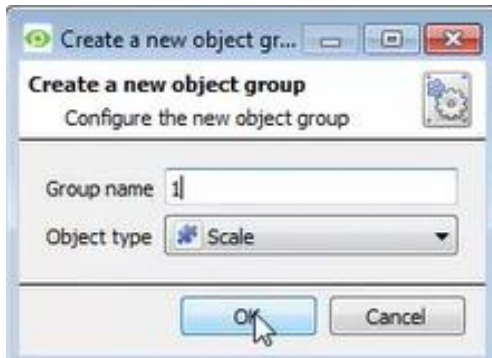 Create a new object gr...
Create a new object group
Configure the new object group
Group name 1
Object type Scale
OK Cancel